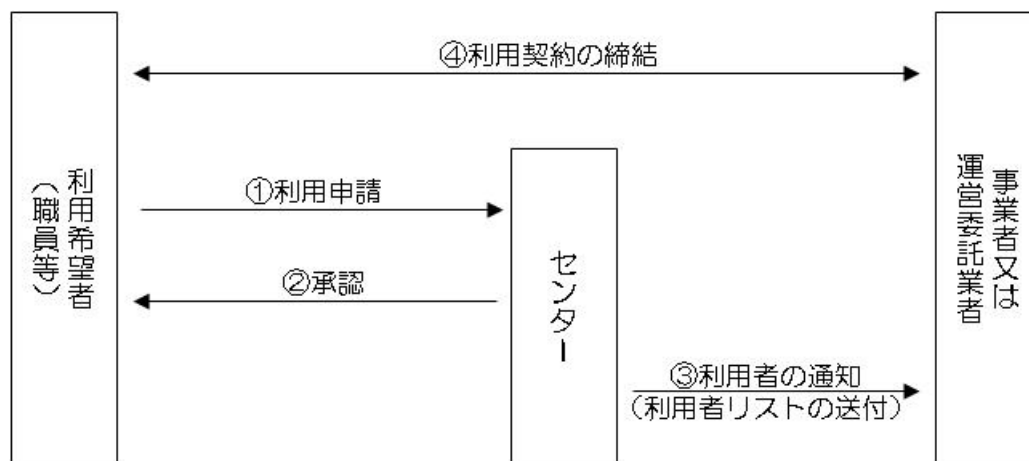 ④利用契約の締結
利用希望者
（職員等）
①利用申請
②承認
センター
③利用者の通知
（利用者リストの送付）
事業者又は
運営委託業者